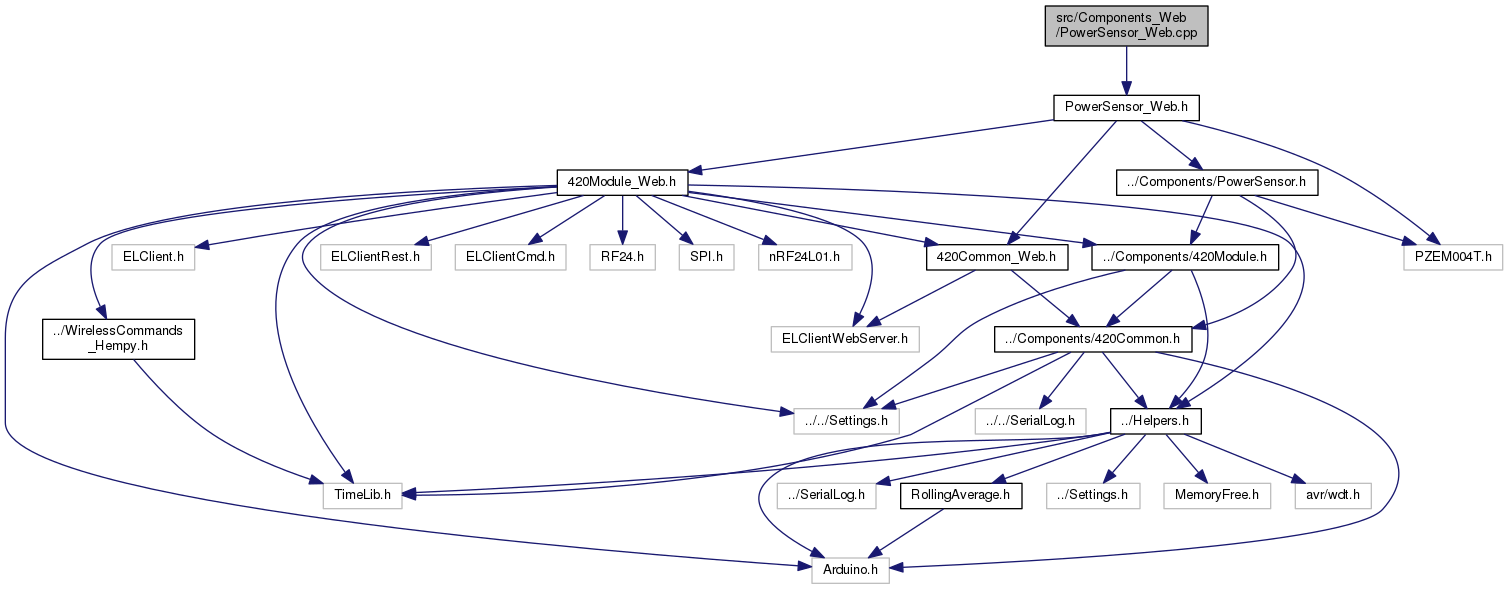 src/Components_Web
/PowerSensor_Web.cpp
PowerSensor_Web.h
420Module_Web.h
../Components/PowerSensor.h
ELClient.h
ELClientRest.h
ELClientCmd.h
RF24.h
SPI.h
nRF24L01.h
420Common_Web.h
../Components/420Module.h
PZEM004T.h
../WirelessCommands
_Hempy.h
ELClientWebServer.h
../Components/420Common.h
../../Settings.h
../../SerialLog.h
../Helpers.h
TimeLib.h
../SerialLog.h
RollingAverage.h
../Settings.h
MemoryFree.h
avr/wdt.h
Arduino.h